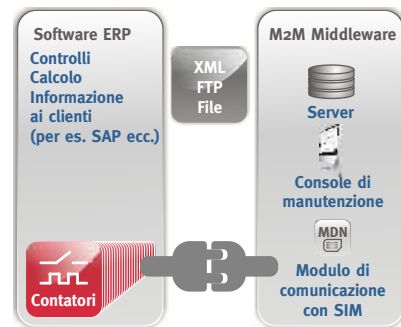 Software ERP
Controlli
Calcolo
Informazione
ai clienti
(per es. SAP ecc.)
Contatori
XML
FTP
File
M2M Middleware
Server
Console di
manutenzione
MDN
Modulo di
comunicazione
con SIM